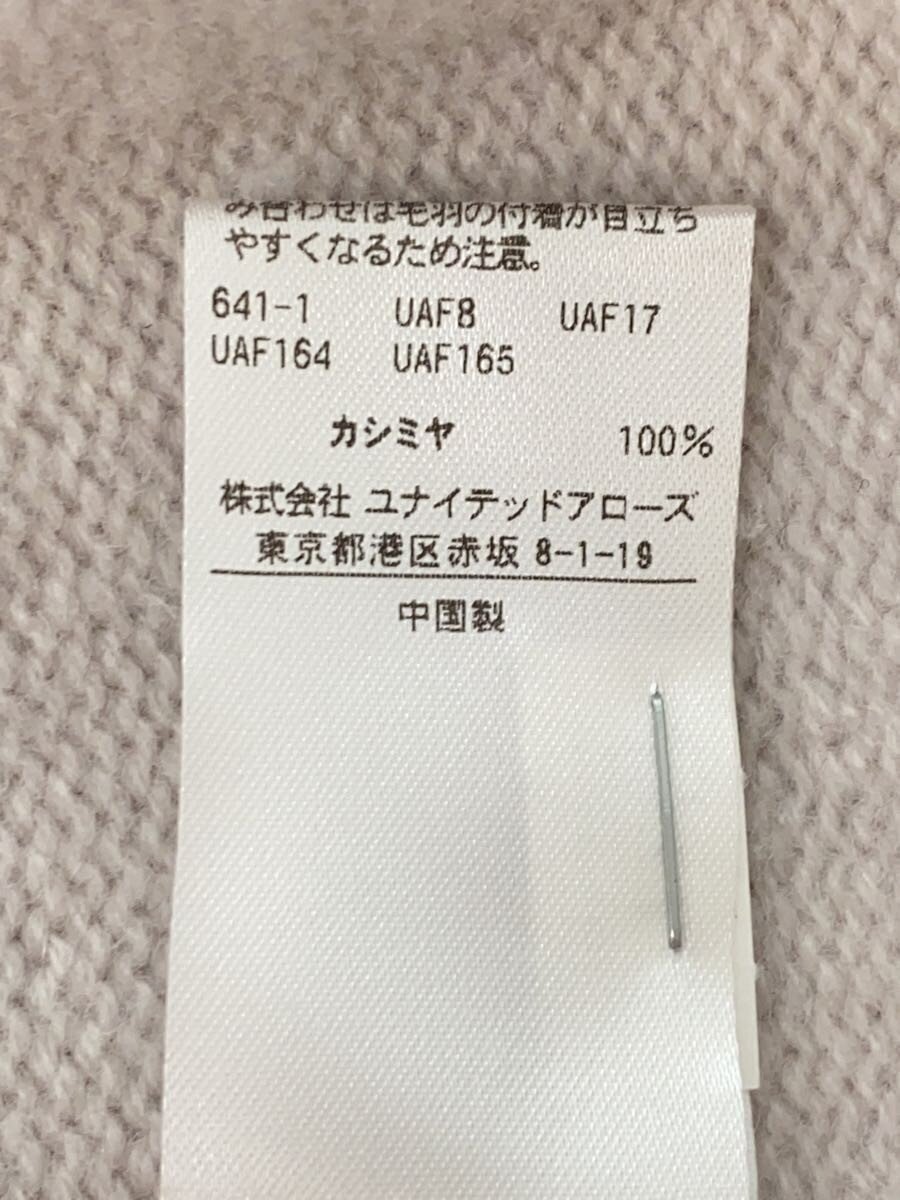 み合わせは毛羽の付着が目立ち
やすくなるため注意。
641-1 UAF8 UAF17
UAF164 UAF165
カシミヤ 100%
株式会社 ユナイテッドアローズ
東京都港区赤坂 8-1-19
中国製